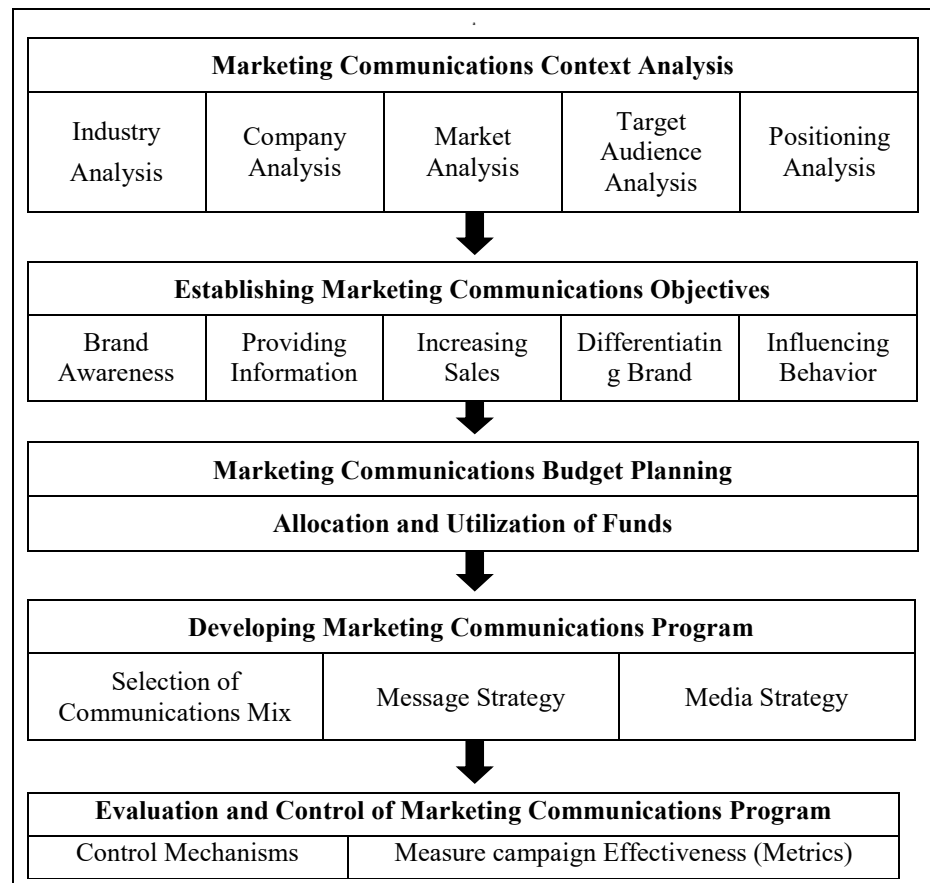 Marketing Communications Context Analysis
Industry
Analysis
Company
Analysis
Market
Analysis
Target
Audience
Analysis
Positioning
Analysis
Establishing Marketing Communications Objectives
Brand
Awareness
Providing
Information
Increasing
Sales
Differentiatin
g Brand
Influencing
Behavior
Marketing Communications Budget Planning
Allocation and Utilization of Funds
Developing Marketing Communications Program
Selection of
Communications Mix
Message Strategy
Media Strategy
Evaluation and Control of Marketing Communications Program
Control Mechanisms
Measure campaign Effectiveness (Metrics)